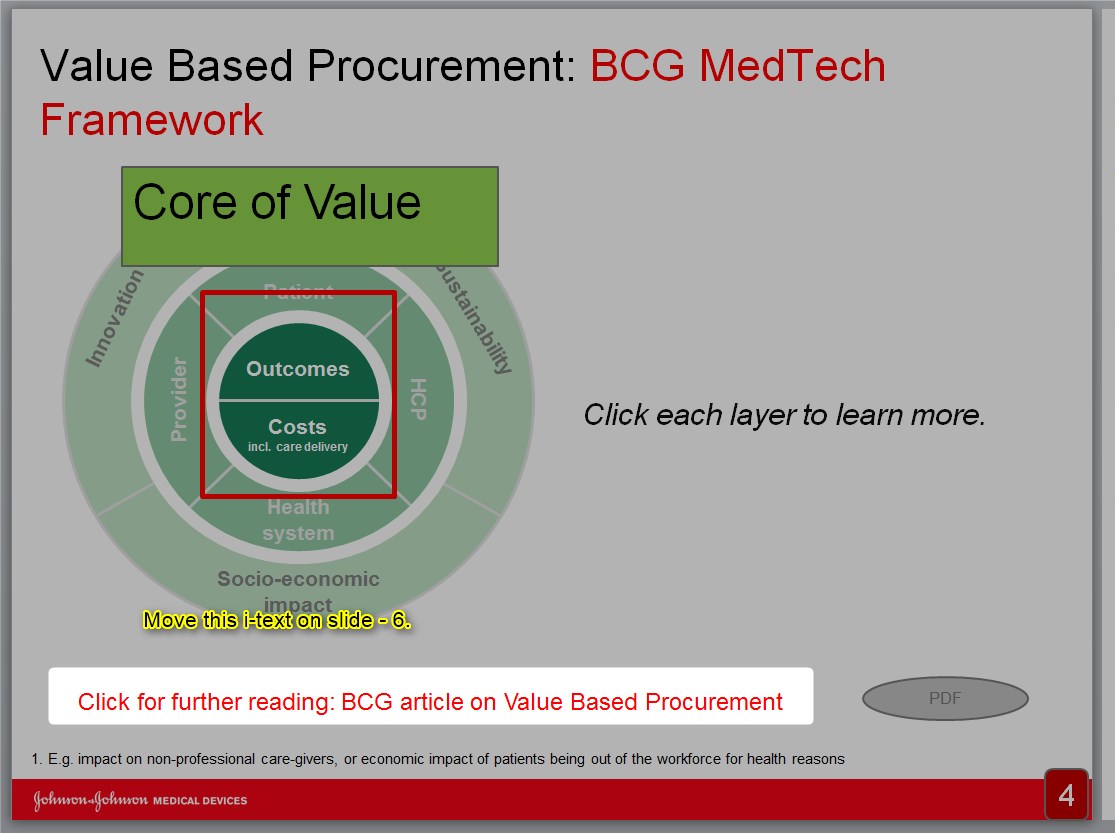 Value Based Procurement: BCG MedTech
Framework
Core of Value
Innovation
Sustainability
Patient
Provider
HCP
Outcomes
Costs
incl. care delivery
Click each layer to learn more.
Health
system
Socio-economic
impact
Move this i-text on slide - 6.
Click for further reading: BCG article on Value Based Procurement
PDF
1. E.g. impact on non-professional care-givers, or economic impact of patients being out of the workforce for health reasons
Johnson & Johnson MEDICAL DEVICES
4